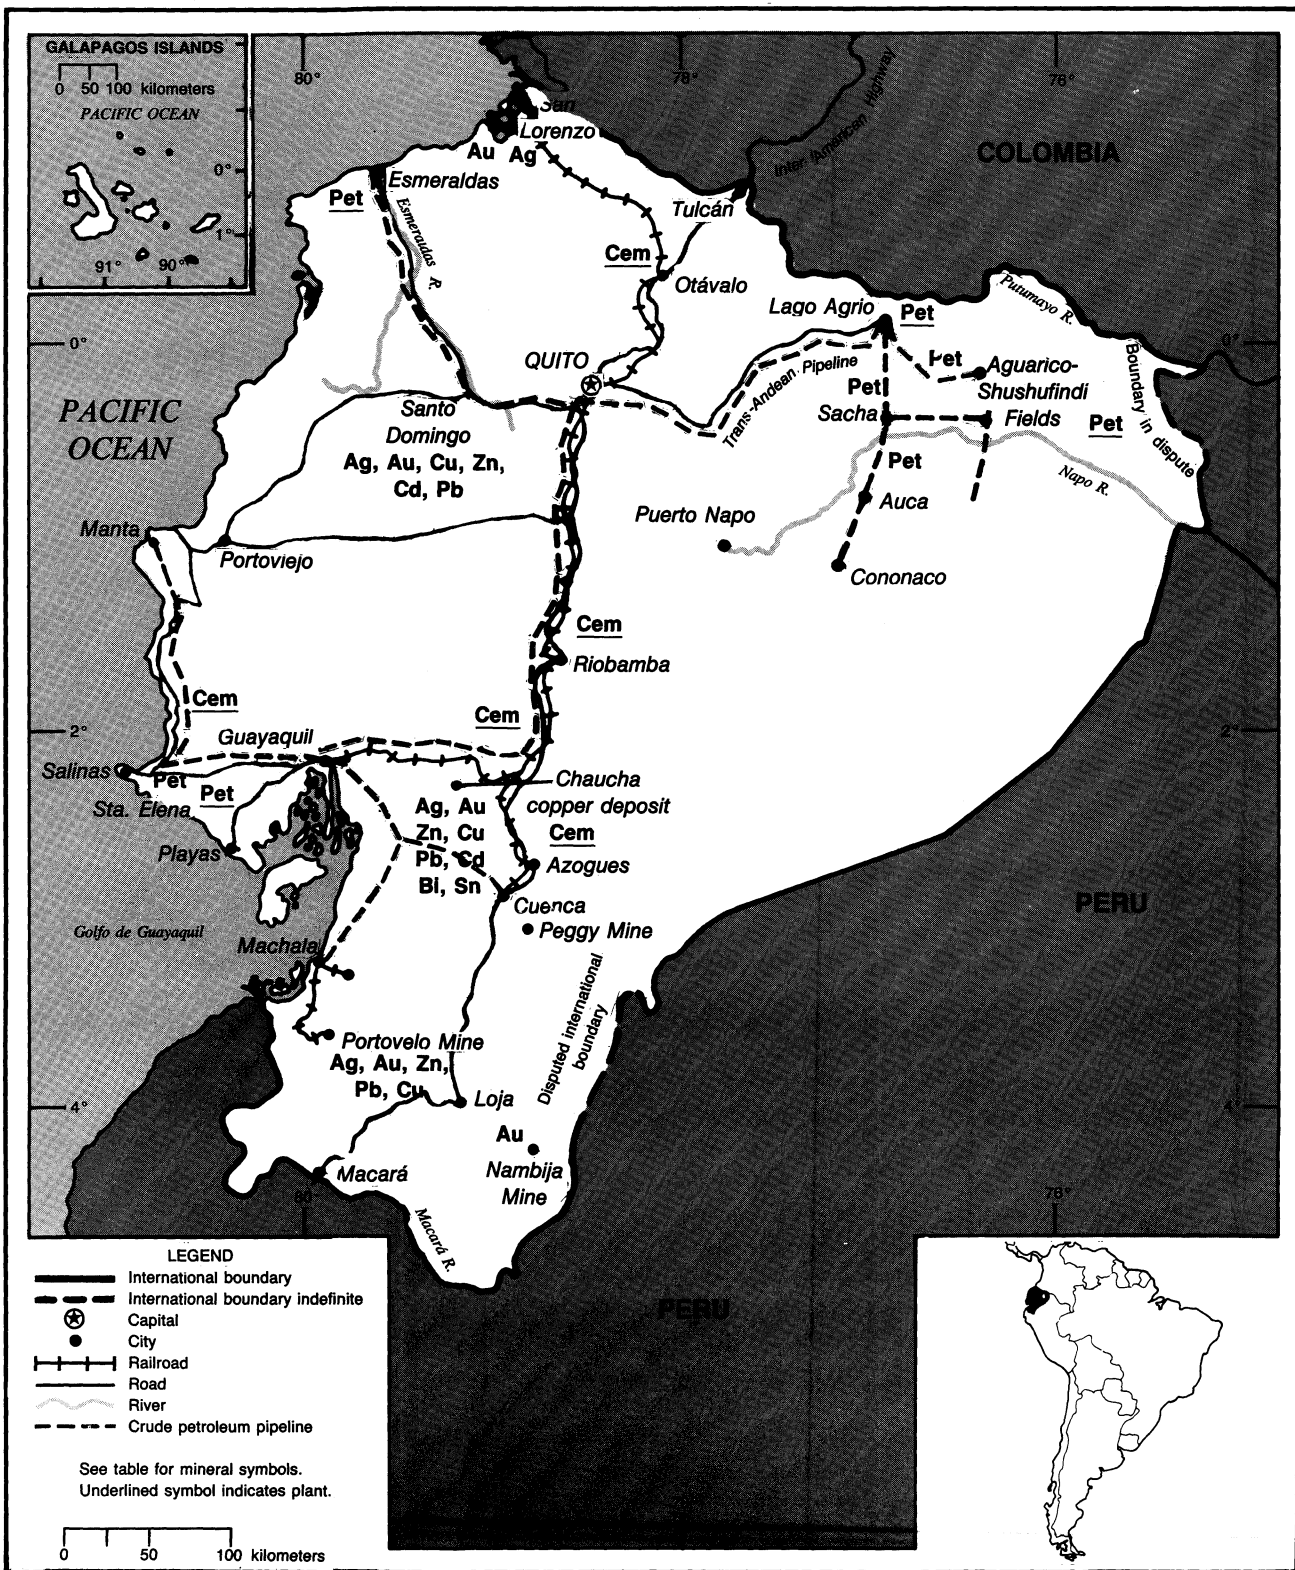 GALAPAGOS ISLANDS
0 50 100 kilometers
PACIFIC OCEAN
0°
1°
91° 90°
80°
78°
76°
Inter-American Highway
COLOMBIA
San
Lorenzo
Au Ag
Esmeraldas
Pet
Esmeraldas R.
Tulcán
Cem
Otávalo
Putumayo R.
Lago Agrio
Pet
0°
0°
QUITO
Trans-Andean Pipeline
Pet
Aguarico-
Shushufindi
Fields
Pet
Sacha
Pet
Boundary in dispute
PACIFIC
OCEAN
Santo
Domingo
Ag, Au, Cu, Zn,
Cd, Pb
Pet
Napo R.
Auca
Manta
Puerto Napo
Portoviejo
Cononaco
Cem
Riobamba
Cem
Cem
2°
2°
Guayaquil
Salinas
Pet
Pet
Sta. Elena
Chaucha
copper deposit
Ag, Au
Zn, Cu
Pb, Cd
Bi, Sn
Cem
Playas
Azogues
Cuenca
PERU
Golfo de Guayaquil
Peggy Mine
Machala
Disputed international
boundary
Portovelo Mine
Ag, Au, Zn,
Pb, Cu
Loja
4°
4°
Au
Nambija
Mine
Macará
80°
78°
Macará R.
PERU
LEGEND
International boundary
International boundary indefinite
Capital
City
Railroad
Road
River
Crude petroleum pipeline
See table for mineral symbols.
Underlined symbol indicates plant.
0 50 100 kilometers